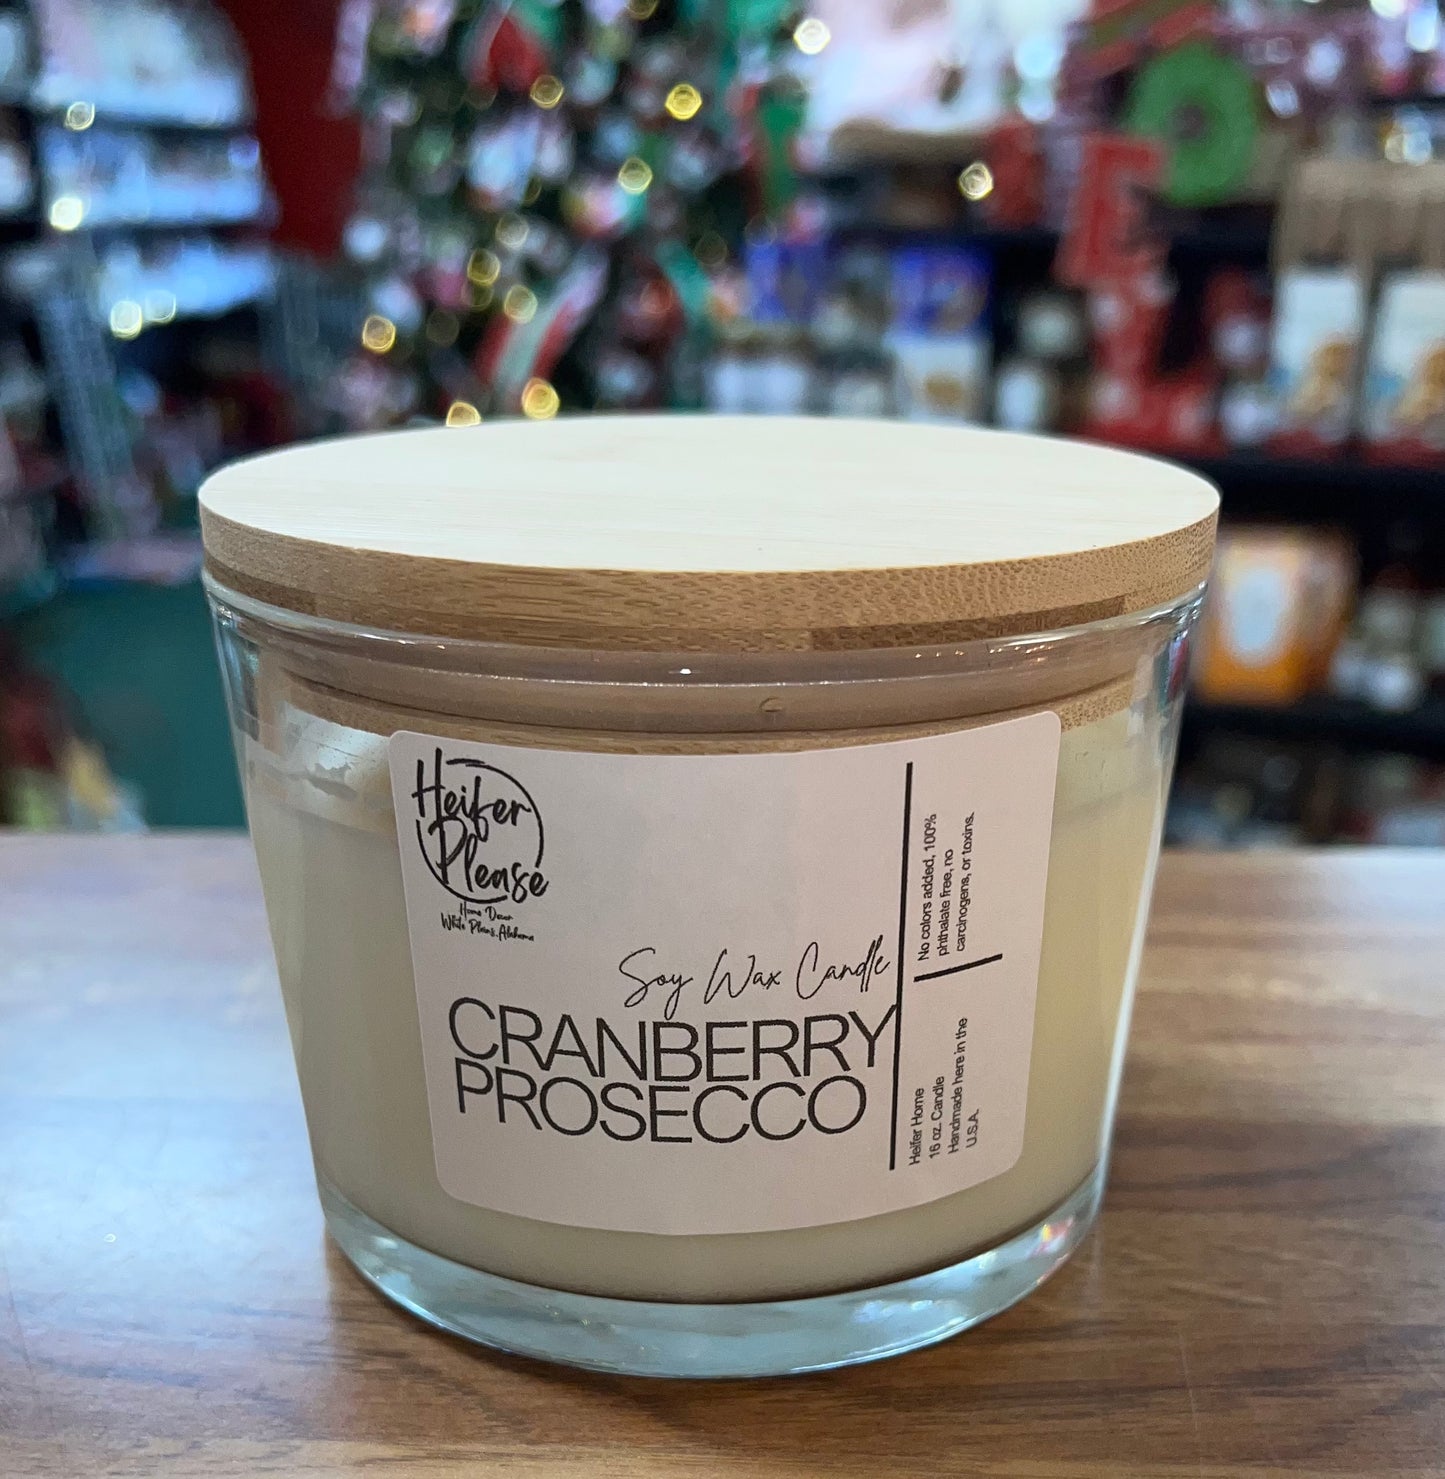 Heifer
Please
Home Decor
White Plains, Alabama
Soy Wax Candle
CRANBERRY
PROSECCO
No colors added, 100%
phthalate free, no
carcinogens, or toxins.
Heifer Home
16 oz. Candle
Handmade here in the
U.S.A.